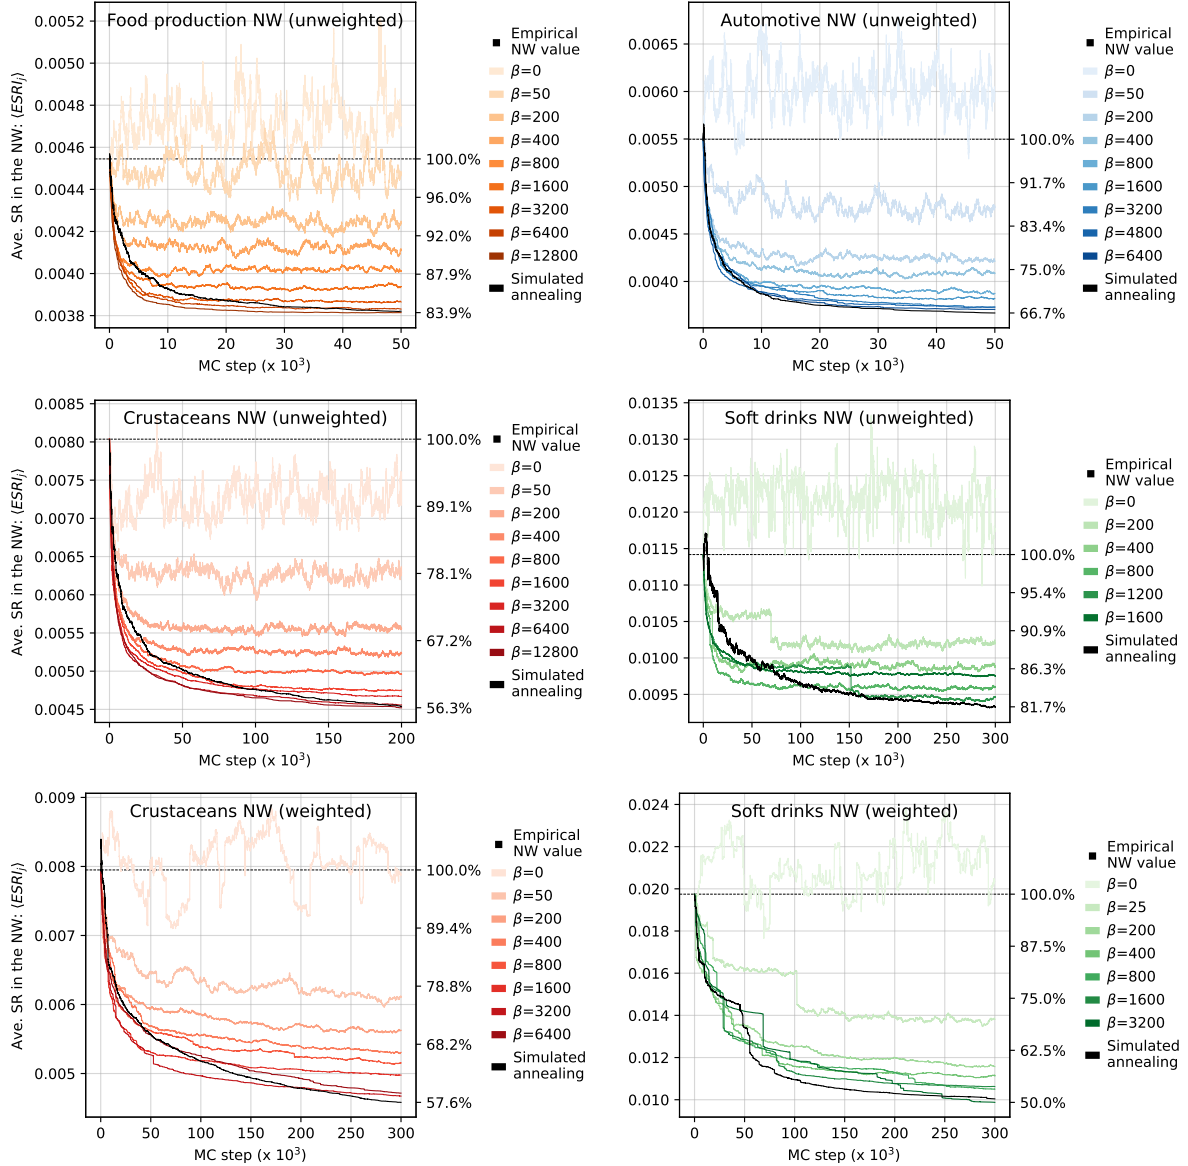 Food production NW (unweighted)
Ave. SR in the NW: ⟨ESRI_j⟩
0.0052
0.0050
0.0048
0.0046
0.0044
0.0042
0.0040
0.0038
100.0%
96.0%
92.0%
87.9%
83.9%
0 10 20 30 40 50
MC step (x 10³)
Empirical
NW value
β=0
β=50
β=200
β=400
β=800
β=1600
β=3200
β=6400
β=12800
Simulated
annealing
Automotive NW (unweighted)
0.0065
0.0060
0.0055
0.0050
0.0045
0.0040
100.0%
91.7%
83.4%
75.0%
66.7%
0 10 20 30 40 50
MC step (x 10³)
Empirical
NW value
β=0
β=50
β=200
β=400
β=800
β=1600
β=3200
β=4800
β=6400
Simulated
annealing
Crustaceans NW (unweighted)
Ave. SR in the NW: ⟨ESRI_j⟩
0.0085
0.0080
0.0075
0.0070
0.0065
0.0060
0.0055
0.0050
0.0045
100.0%
89.1%
78.1%
67.2%
56.3%
0 50 100 150 200
MC step (x 10³)
Empirical
NW value
β=0
β=50
β=200
β=400
β=800
β=1600
β=3200
β=6400
β=12800
Simulated
annealing
Soft drinks NW (unweighted)
0.0135
0.0130
0.0125
0.0120
0.0115
0.0110
0.0105
0.0100
0.0095
100.0%
95.4%
90.9%
86.3%
81.7%
0 50 100 150 200 250 300
MC step (x 10³)
Empirical
NW value
β=0
β=200
β=400
β=800
β=1200
β=1600
Simulated
annealing
Crustaceans NW (weighted)
Ave. SR in the NW: ⟨ESRI_j⟩
0.009
0.008
0.007
0.006
0.005
100.0%
89.4%
78.8%
68.2%
57.6%
0 50 100 150 200 250 300
MC step (x 10³)
Empirical
NW value
β=0
β=50
β=200
β=400
β=800
β=1600
β=3200
β=6400
Simulated
annealing
Soft drinks NW (weighted)
0.024
0.022
0.020
0.018
0.016
0.014
0.012
0.010
100.0%
87.5%
75.0%
62.5%
50.0%
0 50 100 150 200 250 300
MC step (x 10³)
Empirical
NW value
β=0
β=25
β=200
β=400
β=800
β=1600
β=3200
Simulated
annealing